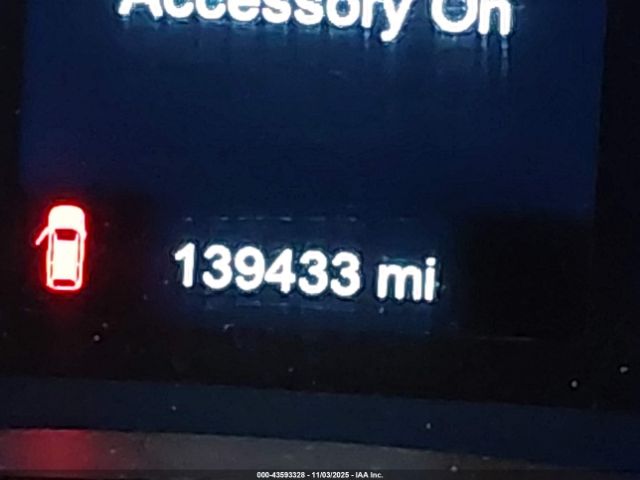 Accessory On
139433 mi
000-43593328 - 11/03/2025 - IAA Inc.